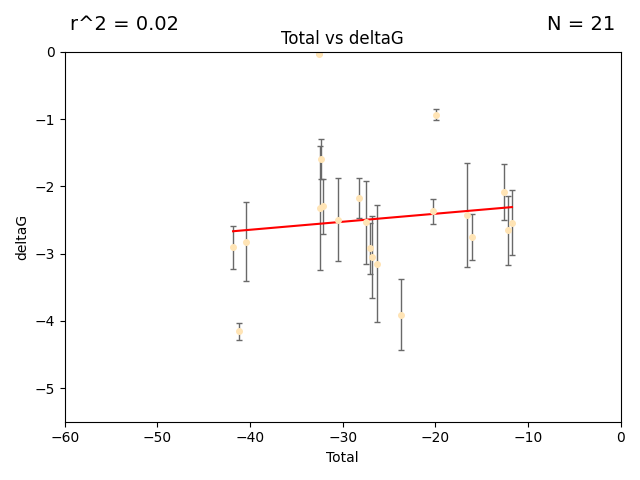 r^2 = 0.02
N = 21
Total vs deltaG
0
−1
−2
−3
−4
−5
deltaG
−60
−50
−40
−30
−20
−10
0
Total